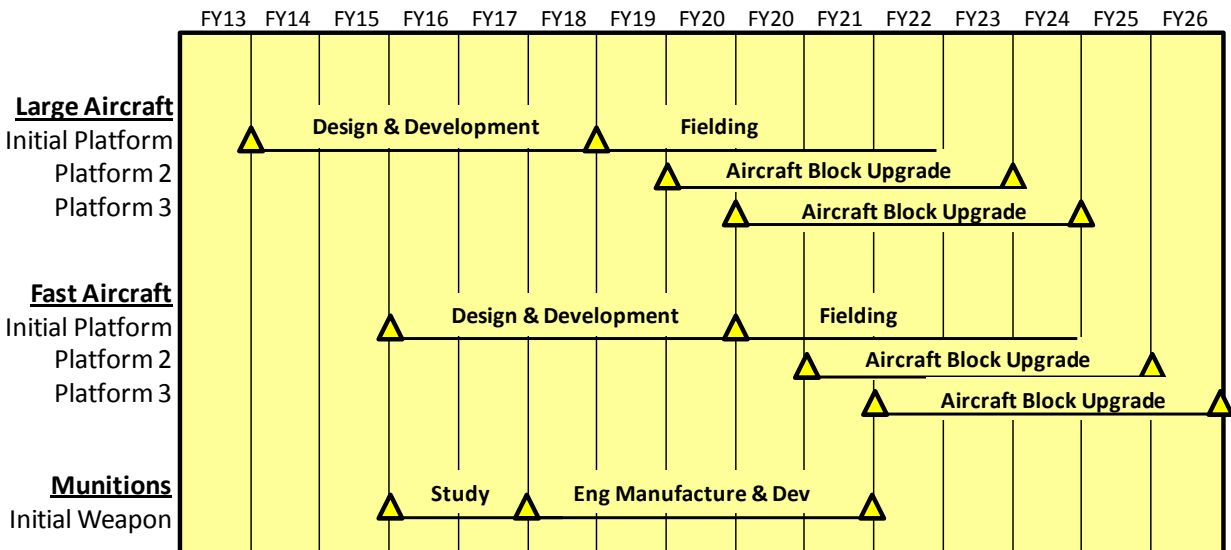 FY13 FY14 FY15 FY16 FY17 FY18 FY19 FY20 FY20 FY21 FY22 FY23 FY24 FY25 FY26
Large Aircraft
Initial Platform Design & Development Fielding
Platform 2 Aircraft Block Upgrade
Platform 3 Aircraft Block Upgrade
Fast Aircraft
Initial Platform Design & Development Fielding
Platform 2 Aircraft Block Upgrade
Platform 3 Aircraft Block Upgrade
Munitions
Initial Weapon Study Eng Manufacture & Dev